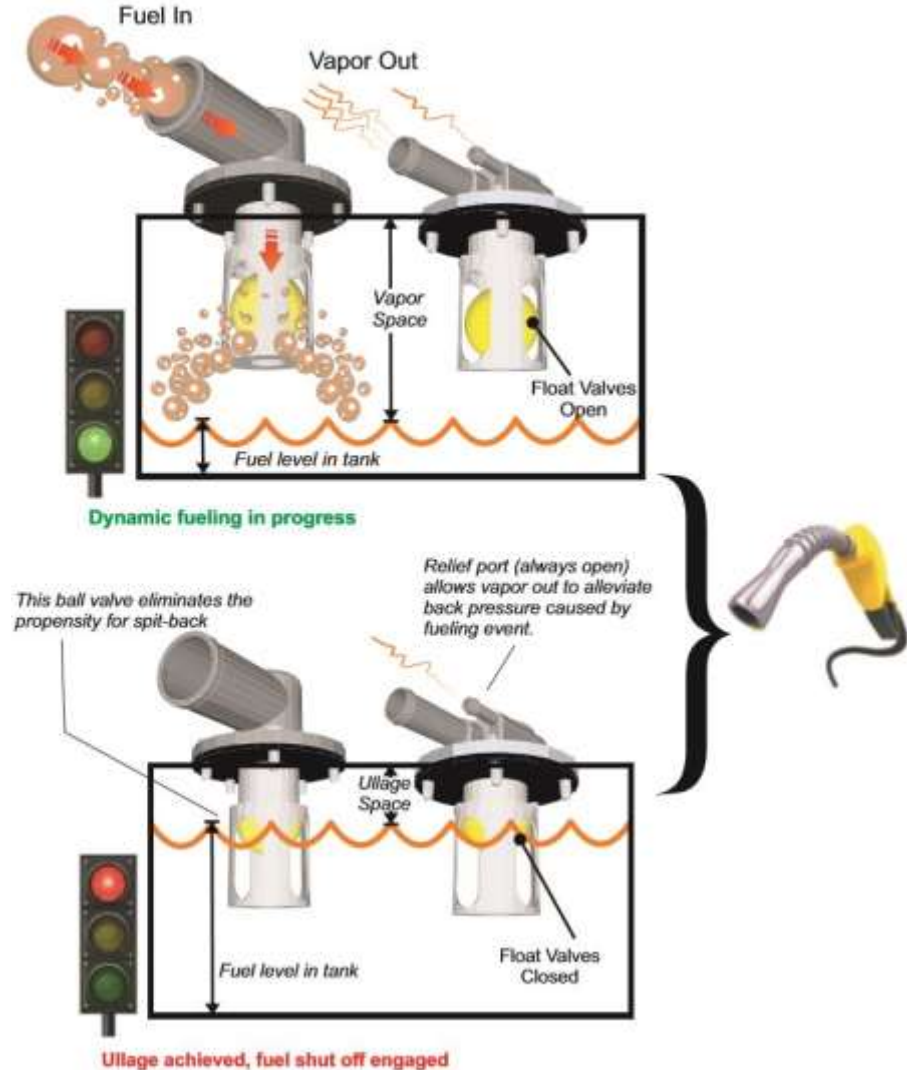 Fuel In
Vapor Out
Vapor
Space
Float Valves
Open
Fuel level in tank
Dynamic fueling in progress
This ball valve eliminates the
propensity for spit-back
Relief port (always open)
allows vapor out to alleviate
back pressure caused by
fueling event.
Ullage
Space
Fuel level in tank
Float Valves
Closed
Ullage achieved, fuel shut off engaged